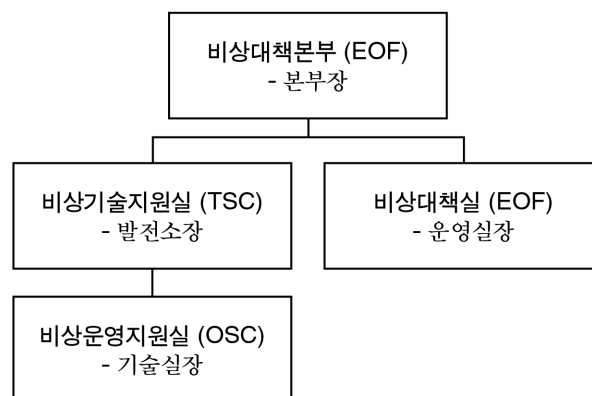 비상대책본부 (EOF)
- 본부장
비상기술지원실 (TSC)
- 발전소장
비상대책실 (EOF)
- 운영실장
비상운영지원실 (OSC)
- 기술실장